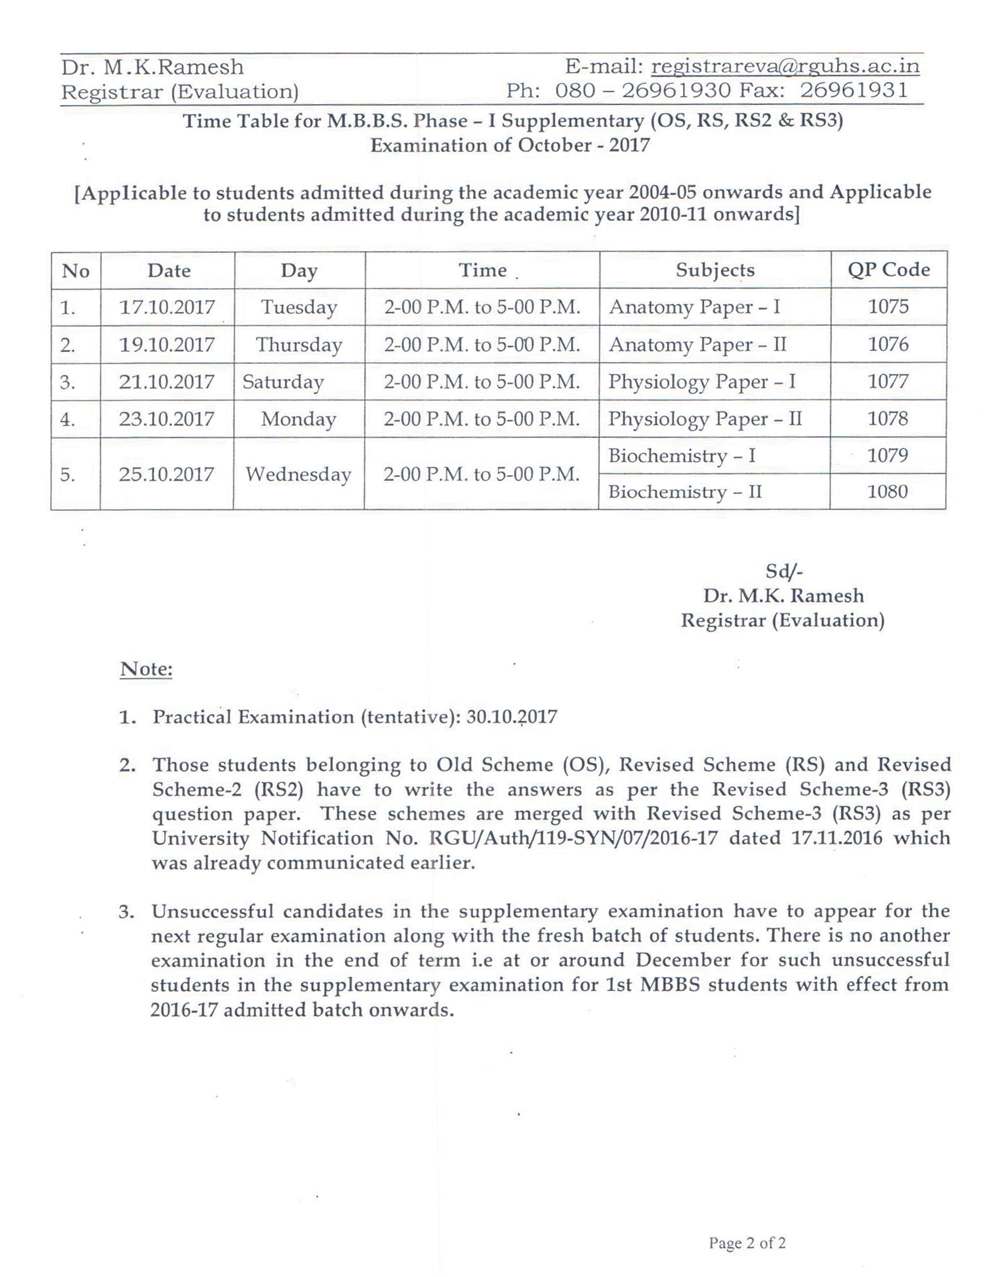 Dr. M.K.Ramesh E-mail: registrareva@rguhs.ac.in
Registrar (Evaluation) Ph: 080 – 26961930 Fax: 26961931
Time Table for M.B.B.S. Phase – I Supplementary (OS, RS, RS2 & RS3)
Examination of October - 2017
[Applicable to students admitted during the academic year 2004-05 onwards and Applicable
to students admitted during the academic year 2010-11 onwards]
No Date Day Time Subjects QP Code
1. 17.10.2017 Tuesday 2-00 P.M. to 5-00 P.M. Anatomy Paper – I 1075
2. 19.10.2017 Thursday 2-00 P.M. to 5-00 P.M. Anatomy Paper – II 1076
3. 21.10.2017 Saturday 2-00 P.M. to 5-00 P.M. Physiology Paper – I 1077
4. 23.10.2017 Monday 2-00 P.M. to 5-00 P.M. Physiology Paper – II 1078
5. 25.10.2017 Wednesday 2-00 P.M. to 5-00 P.M. Biochemistry – I 1079
Biochemistry – II 1080
Sd/-
Dr. M.K. Ramesh
Registrar (Evaluation)
Note:
1. Practical Examination (tentative): 30.10.2017
2. Those students belonging to Old Scheme (OS), Revised Scheme (RS) and Revised
Scheme-2 (RS2) have to write the answers as per the Revised Scheme-3 (RS3)
question paper. These schemes are merged with Revised Scheme-3 (RS3) as per
University Notification No. RGU/Auth/119-SYN/07/2016-17 dated 17.11.2016 which
was already communicated earlier.
3. Unsuccessful candidates in the supplementary examination have to appear for the
next regular examination along with the fresh batch of students. There is no another
examination in the end of term i.e at or around December for such unsuccessful
students in the supplementary examination for 1st MBBS students with effect from
2016-17 admitted batch onwards.
Page 2 of 2